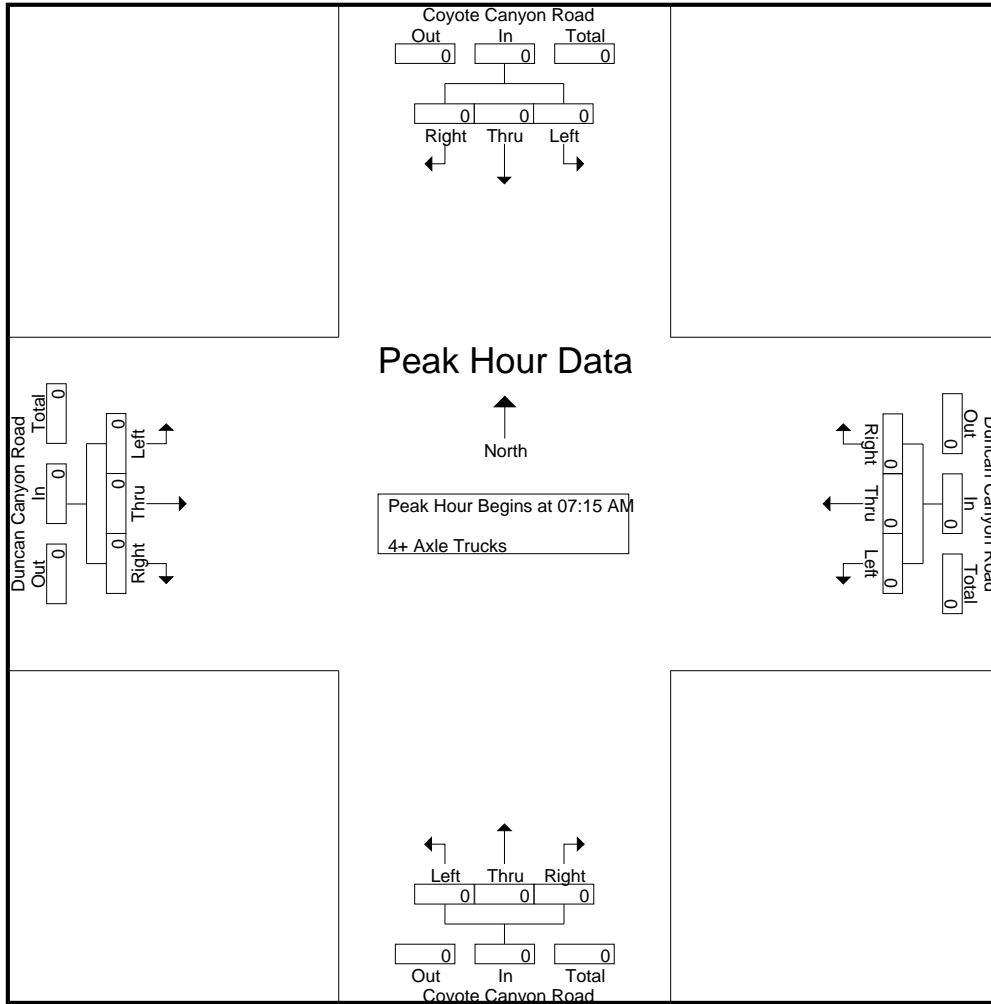 Coyote Canyon Road
Out In Total
0 0 0
0 0 0
Right Thru Left
Peak Hour Data
North
Peak Hour Begins at 07:15 AM
4+ Axle Trucks
Duncan Canyon Road
Total In Out
0 0 0
0 0 0
Left Thru Right
Duncan Canyon Road
Out In Total
0 0 0
0 0 0
Right Thru Left
Left Thru Right
0 0 0
0 0 0
Out In Total
Coyote Canyon Road